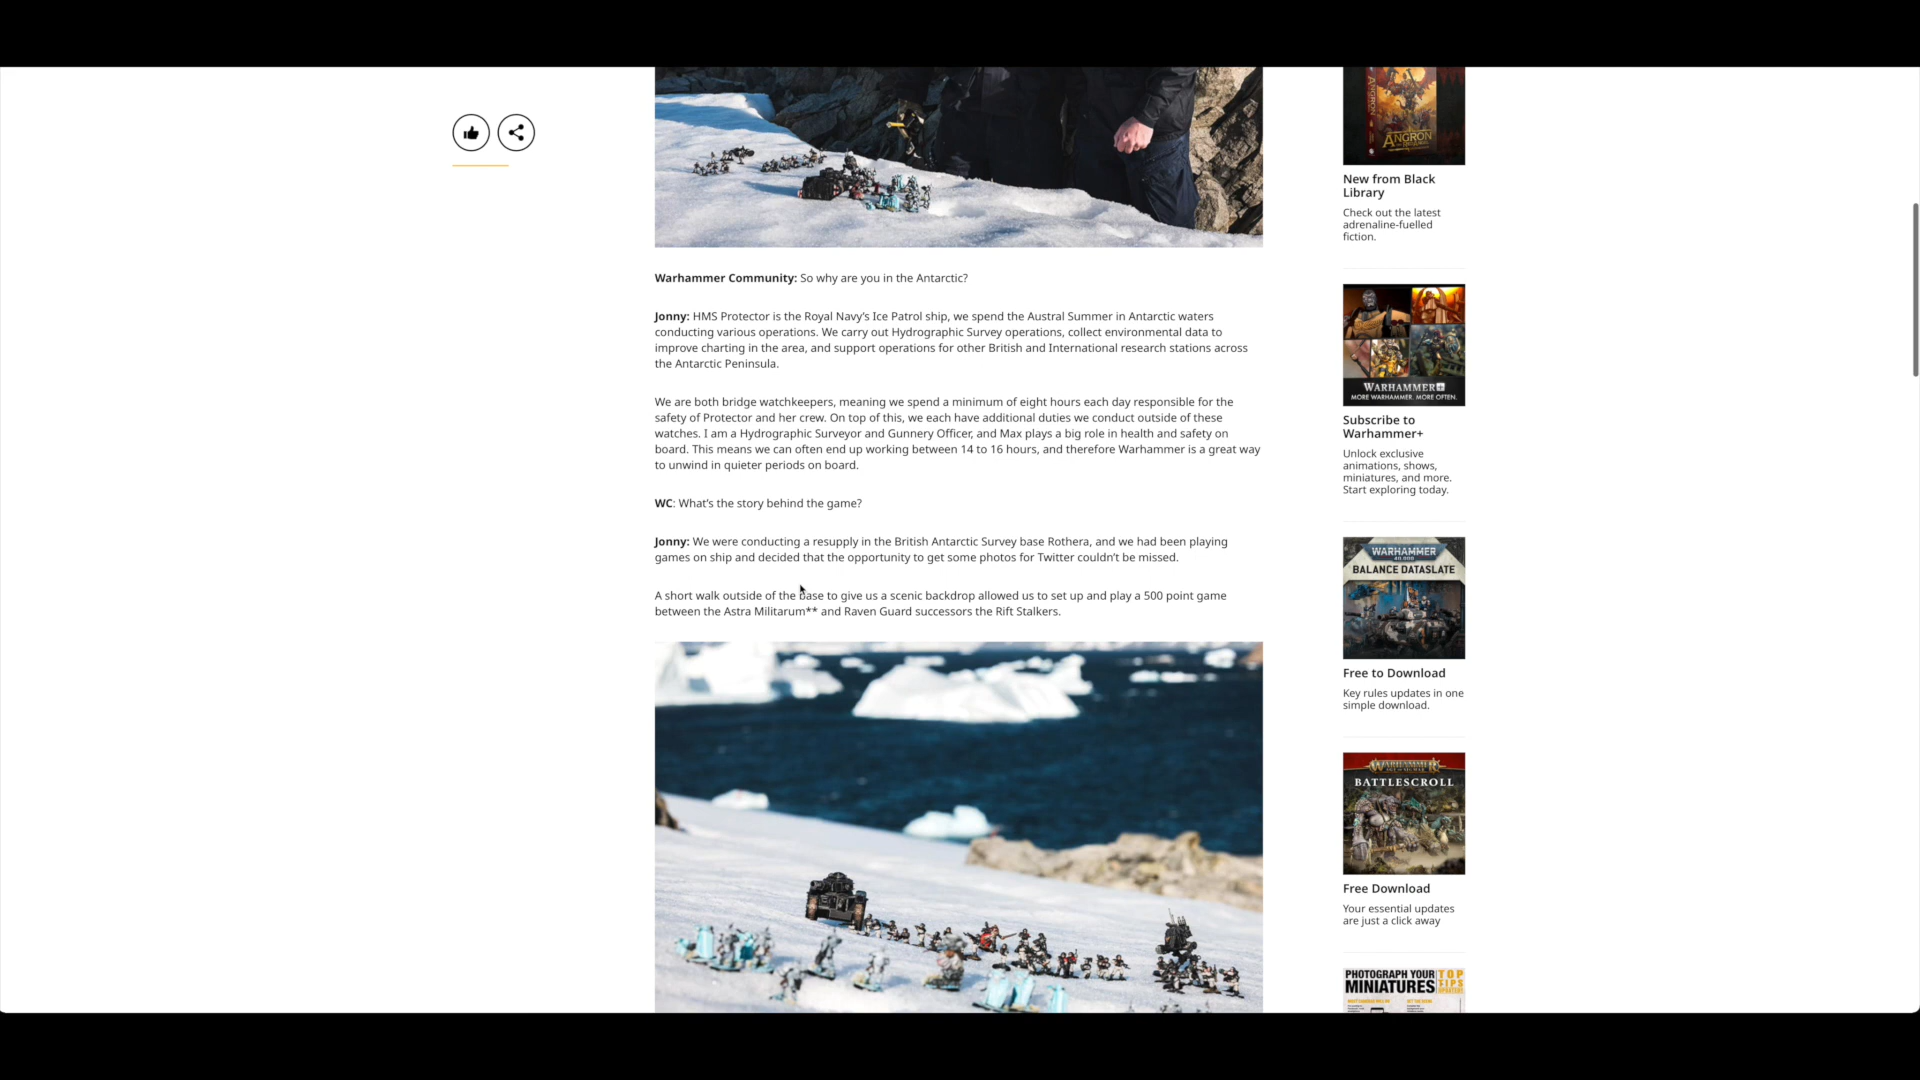 Warhammer Community: So why are you in the Antarctic?
Jonny: HMS Protector is the Royal Navy’s Ice Patrol ship, we spend the Austral Summer in Antarctic waters
conducting various operations. We carry out Hydrographic Survey operations, collect environmental data to
improve charting in the area, and support operations for other British and International research stations across
the Antarctic Peninsula.
We are both bridge watchkeepers, meaning we spend a minimum of eight hours each day responsible for the
safety of Protector and her crew. On top of this, we each have additional duties we conduct outside of these
watches. I am a Hydrographic Surveyor and Gunnery Officer, and Max plays a big role in health and safety on
board. This means we can often end up working between 14 to 16 hours, and therefore Warhammer is a great way
to unwind in quieter periods on board.
WC: What’s the story behind the game?
Jonny: We were conducting a resupply in the British Antarctic Survey base Rothera, and we had been playing
games on ship and decided that the opportunity to get some photos for Twitter couldn’t be missed.
A short walk outside of the base to give us a scenic backdrop allowed us to set up and play a 500 point game
between the Astra Militarum** and Raven Guard successors the Rift Stalkers.
ANGRON
New from Black
Library
Check out the latest
adrenaline-fuelled
fiction.
WARHAMMER+
MORE WARHAMMER. MORE OFTEN.
Subscribe to
Warhammer+
Unlock exclusive
animations, shows,
miniatures, and more.
Start exploring today.
WARHAMMER
40,000
BALANCE DATASLATE
Free to Download
Key rules updates in one
simple download.
WARHAMMER
BATTLESCROLL
Free Download
Your essential updates
are just a click away
PHOTOGRAPH YOUR TOP
MINIATURES TIPS